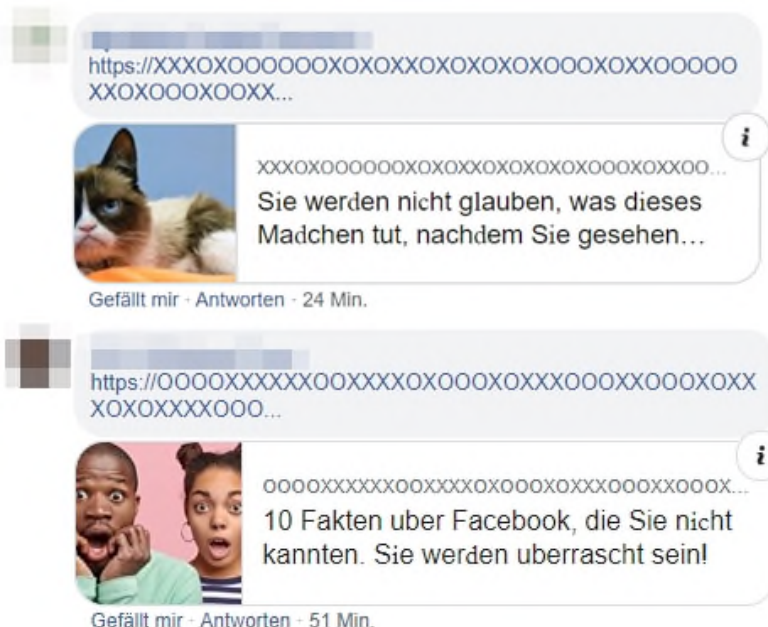 https://XXXOXOOOOOOXOXOXXOXOXOXOXOOOXOXXOOOOO
XXOXOOOXOOXX...
i
XXXOXOOOOOOXOXOXXOXOXOXOXOOOXOXXOO...
Sie werden nicht glauben, was dieses
Madchen tut, nachdem Sie gesehen...
Gefällt mir · Antworten · 24 Min.
https://OOOOXXXXXXOOXXXXOXOOOXOXXXOOOXXOOOXOXX
XOXOXXXXOOO...
i
OOOOXXXXXXOOXXXXOXOOOXOXXXOOOXXOOOX...
10 Fakten uber Facebook, die Sie nicht
kannten. Sie werden uberrascht sein!
Gefällt mir · Antworten · 51 Min.